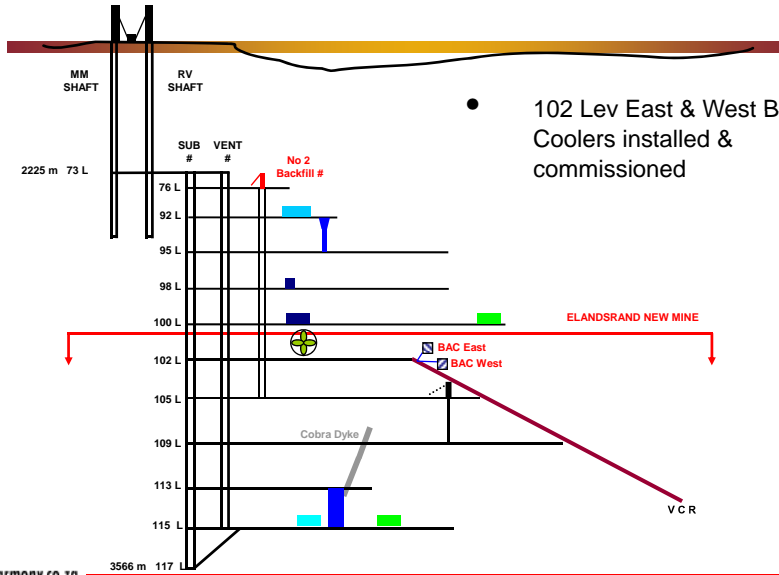 MM
SHAFT
RV
SHAFT
• 102 Lev East & West B
Coolers installed &
commissioned
SUB
#
VENT
#
2225 m 73 L
No 2
Backfill #
76 L
92 L
95 L
98 L
100 L
ELANDSRAND NEW MINE
BAC East
102 L
BAC West
105 L
Cobra Dyke
109 L
113 L
V C R
115 L
3566 m 117 L